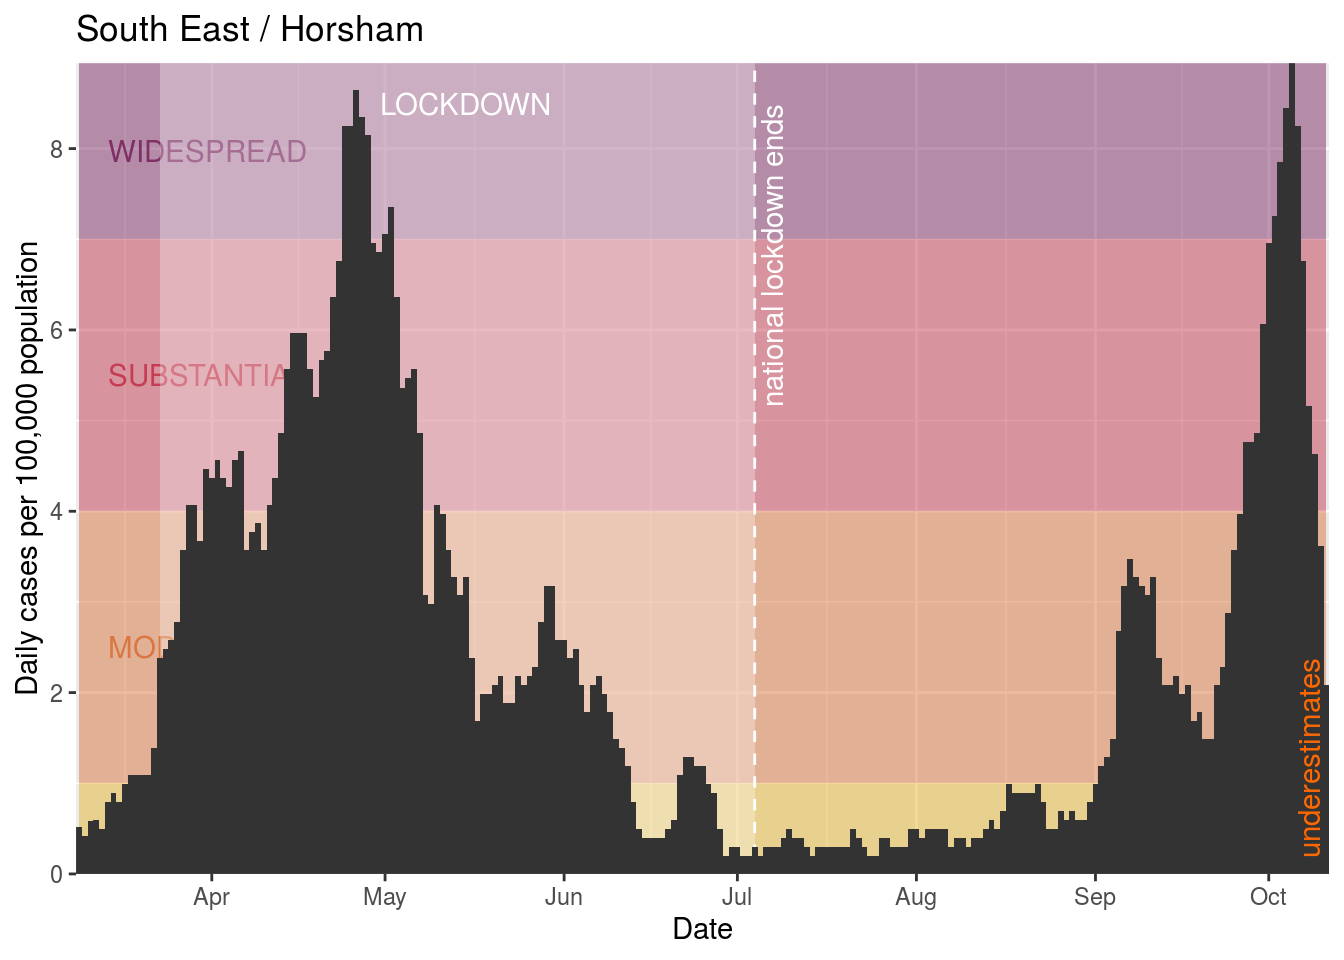 South East / Horsham
LOCKDOWN
WIDESPREAD
SUBSTANTIA
MOD
national lockdown ends
underestimates
Daily cases per 100,000 population
8
6
4
2
0
Apr
May
Jun
Jul
Aug
Sep
Oct
Date